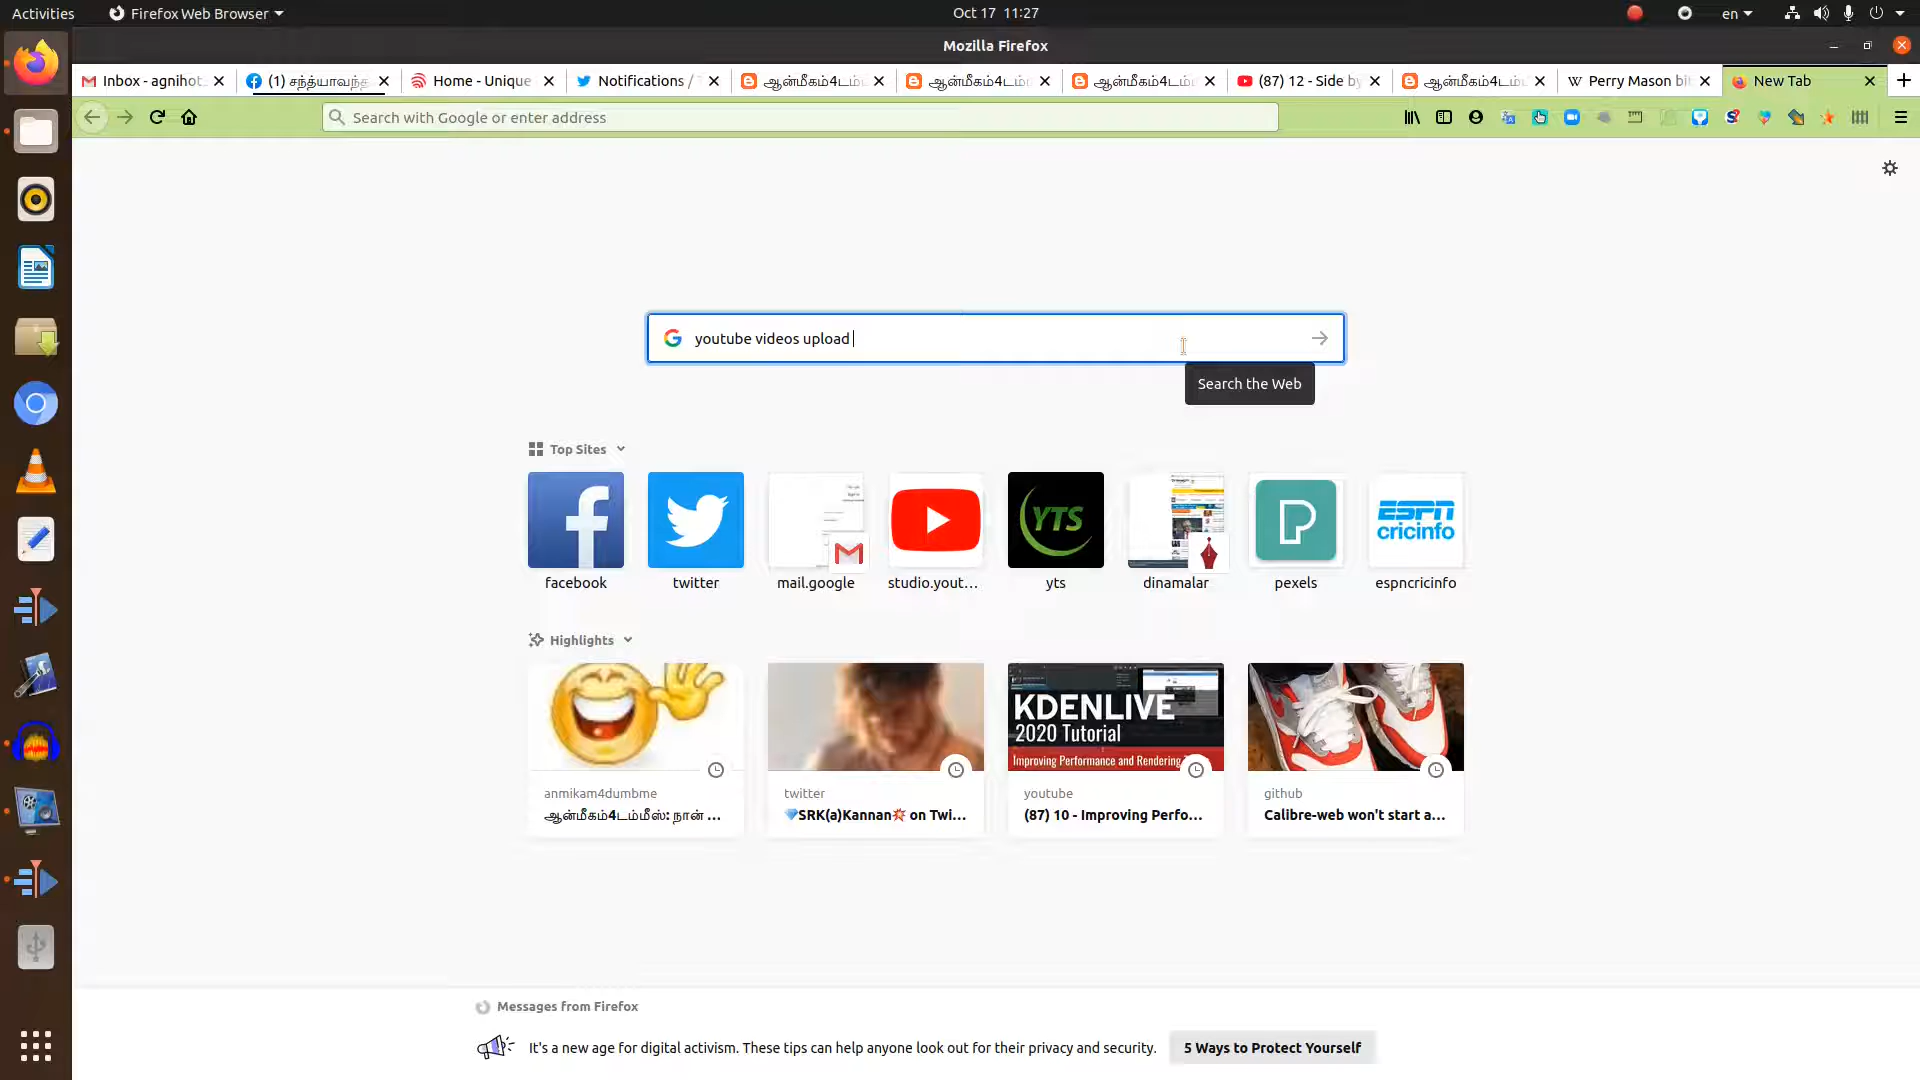 Activities
Firefox Web Browser
Oct 17 11:27
en
Mozilla Firefox
Inbox - agnihot
(1) சந்த்யாவந்த
Home - Unique
Notifications /
ஆன்மீகம்4டம்
ஆன்மீகம்4டம்
ஆன்மீகம்4டம்
(87) 12 - Side by
ஆன்மீகம்4டம்
Perry Mason bi
New Tab
Search with Google or enter address
youtube videos upload
Search the Web
Top Sites
YTS
ESPN
cricinfo
facebook
twitter
mail.google
studio.yout...
yts
dinamalar
pexels
espncricinfo
Highlights
KDENLIVE
2020 Tutorial
Improving Performance and Rendering
anmikam4dumbme
ஆன்மீகம்4டம்மீஸ்: நான் ...
twitter
💎SRK(a)Kannan💥 on Twi...
youtube
(87) 10 - Improving Perfo...
github
Calibre-web won't start a...
Messages from Firefox
It's a new age for digital activism. These tips can help anyone look out for their privacy and security.
5 Ways to Protect Yourself